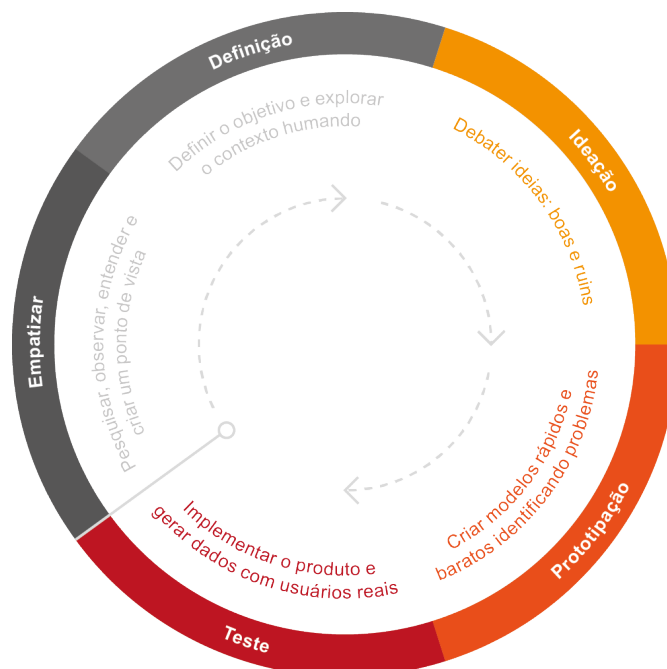 Definição
Definir o objetivo e explorar
o contexto humando
Ideação
Debater ideias: boas e ruins
Prototipação
Criar modelos rápidos e
baratos identificando problemas
Teste
Implementar o produto e
gerar dados com usuários reais
Empatizar
Pesquisar, observar, entender e
criar um ponto de vista